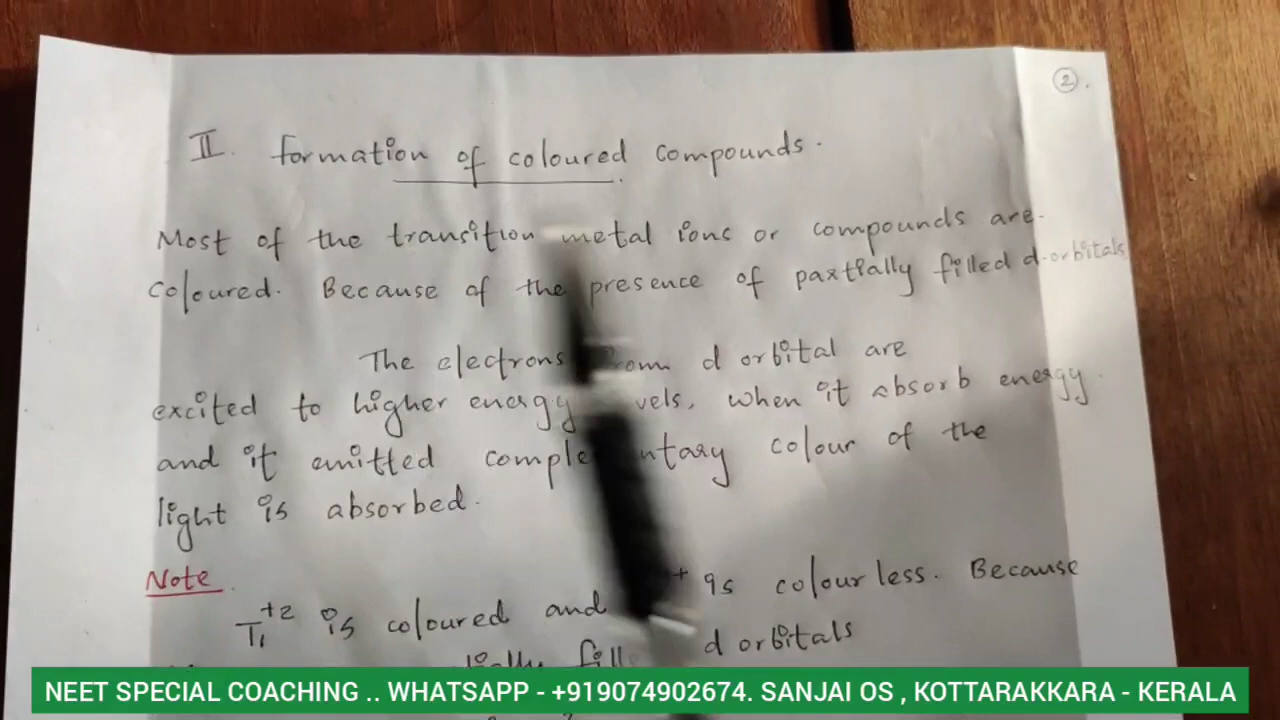 2.
II. Formation of coloured compounds.
Most of the transition metal ions or compounds are
coloured. Because of the presence of partially filled d-orbitals
The electrons from d orbital are
excited to higher energy levels, when it absorb energy.
and it emitted complementary colour of the
light is absorbed.
Note
Ti+2 is coloured and + is colourless. Because
filled d orbitals
NEET SPECIAL COACHING .. WHATSAPP - +919074902674. SANJAI OS , KOTTARAKKARA - KERALA